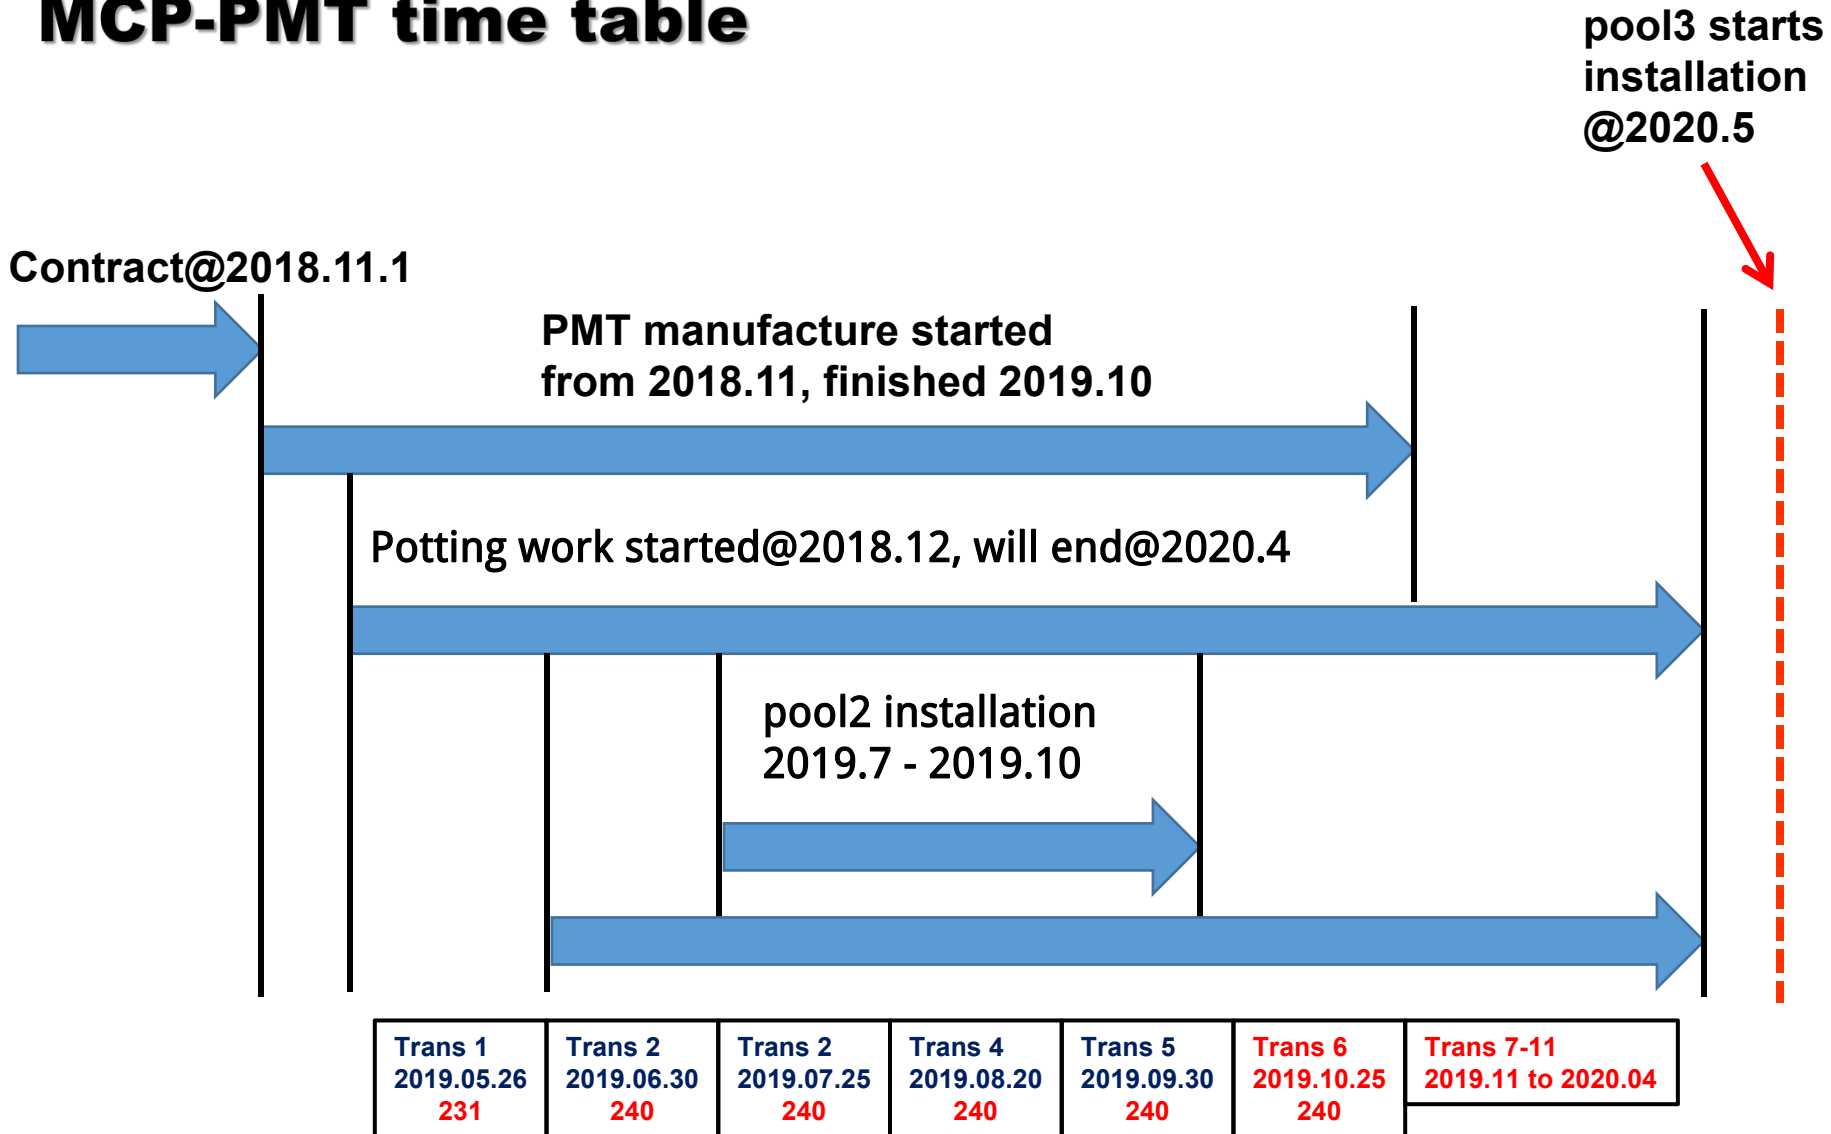 MCP-PMT time table
pool3 starts
installation
@2020.5
Contract@2018.11.1
PMT manufacture started
from 2018.11, finished 2019.10
Potting work started@2018.12, will end@2020.4
pool2 installation
2019.7 - 2019.10
Trans 1
2019.05.26
231
Trans 2
2019.06.30
240
Trans 2
2019.07.25
240
Trans 4
2019.08.20
240
Trans 5
2019.09.30
240
Trans 6
2019.10.25
240
Trans 7-11
2019.11 to 2020.04